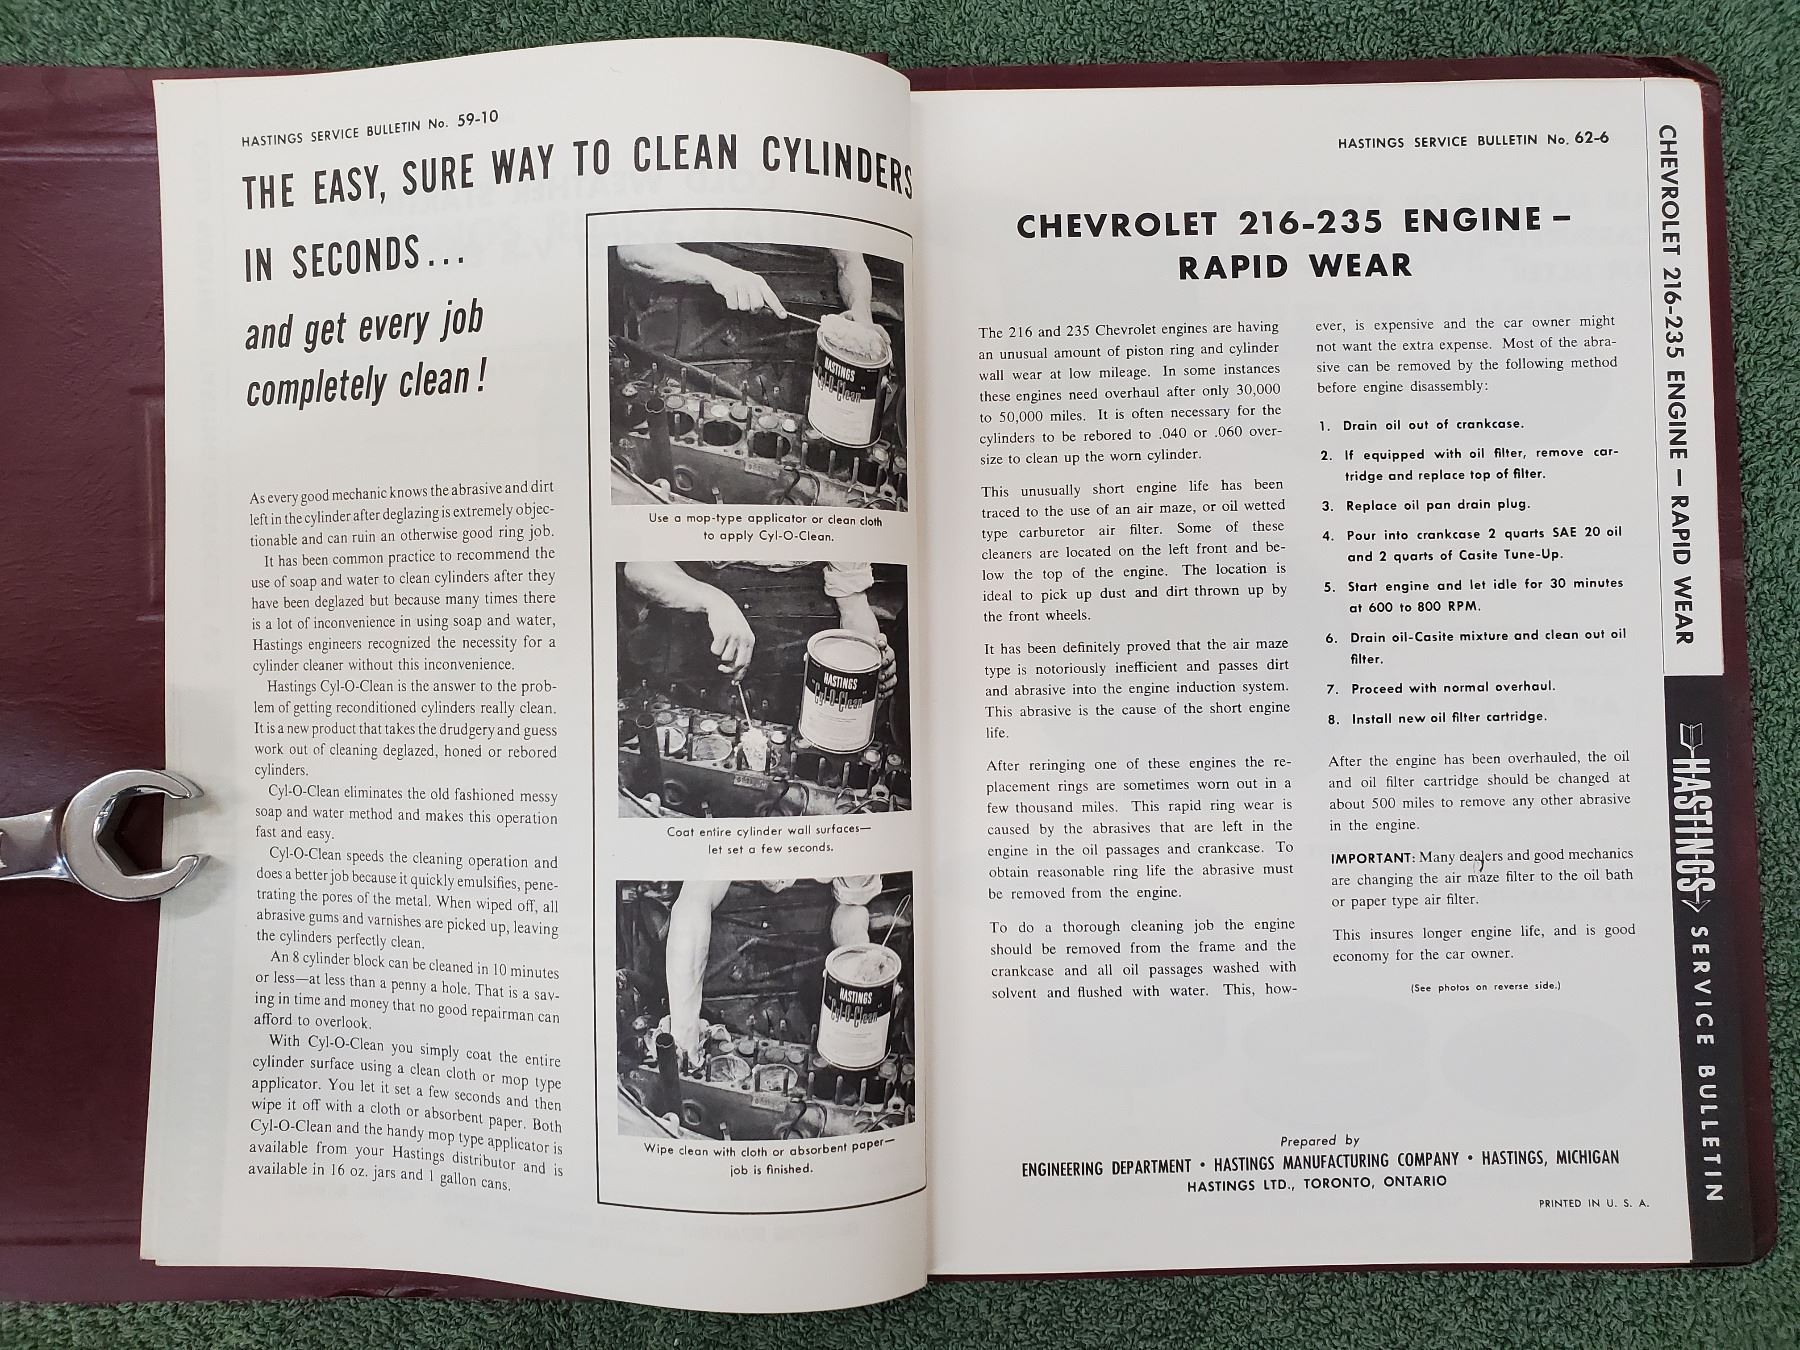 HASTINGS SERVICE BULLETIN No. 59-10
THE EASY, SURE WAY TO CLEAN CYLINDERS
IN SECONDS...
and get every job
completely clean!
As every good mechanic knows the abrasive and dirt
left in the cylinder after deglazing is extremely objec-
tionable and can ruin an otherwise good ring job.
It has been common practice to recommend the
use of soap and water to clean cylinders after they
have been deglazed but because many times there
is a lot of inconvenience in using soap and water,
Hastings engineers recognized the necessity for a
cylinder cleaner without this inconvenience.
Hastings Cyl-O-Clean is the answer to the prob-
lem of getting reconditioned cylinders really clean.
It is a new product that takes the drudgery and guess
work out of cleaning deglazed, honed or rebored
cylinders.
Cyl-O-Clean eliminates the old fashioned messy
soap and water method and makes this operation
fast and easy.
Cyl-O-Clean speeds the cleaning operation and
does a better job because it quickly emulsifies, pene-
trating the pores of the metal. When wiped off, all
abrasive gums and varnishes are picked up, leaving
the cylinders perfectly clean.
An 8 cylinder block can be cleaned in 10 minutes
or less—at less than a penny a hole. That is a sav-
ing in time and money that no good repairman can
afford to overlook.
With Cyl-O-Clean you simply coat the entire
cylinder surface using a clean cloth or mop type
applicator. You let it set a few seconds and then
wipe it off with a cloth or absorbent paper. Both
Cyl-O-Clean and the handy mop type applicator is
available from your Hastings distributor and is
available in 16 oz. jars and 1 gallon cans.
HASTINGS
"Cyl-O-Clean"
Use a mop-type applicator or clean cloth
to apply Cyl-O-Clean.
HASTINGS
"Cyl-O-Clean"
Coat entire cylinder wall surfaces—
let set a few seconds.
HASTINGS
"Cyl-O-Clean"
Wipe clean with cloth or absorbent paper—
job is finished.
HASTINGS SERVICE BULLETIN No. 62-6
CHEVROLET 216-235 ENGINE –
RAPID WEAR
The 216 and 235 Chevrolet engines are having
an unusual amount of piston ring and cylinder
wall wear at low mileage. In some instances
these engines need overhaul after only 30,000
to 50,000 miles. It is often necessary for the
cylinders to be rebored to .040 or .060 over-
size to clean up the worn cylinder.
This unusually short engine life has been
traced to the use of an air maze, or oil wetted
type carburetor air filter. Some of these
cleaners are located on the left front and be-
low the top of the engine. The location is
ideal to pick up dust and dirt thrown up by
the front wheels.
It has been definitely proved that the air maze
type is notoriously inefficient and passes dirt
and abrasive into the engine induction system.
This abrasive is the cause of the short engine
life.
After reringing one of these engines the re-
placement rings are sometimes worn out in a
few thousand miles. This rapid ring wear is
caused by the abrasives that are left in the
engine in the oil passages and crankcase. To
obtain reasonable ring life the abrasive must
be removed from the engine.
To do a thorough cleaning job the engine
should be removed from the frame and the
crankcase and all oil passages washed with
solvent and flushed with water. This, how-
ever, is expensive and the car owner might
not want the extra expense. Most of the abra-
sive can be removed by the following method
before engine disassembly:
1. Drain oil out of crankcase.
2. If equipped with oil filter, remove car-
tridge and replace top of filter.
3. Replace oil pan drain plug.
4. Pour into crankcase 2 quarts SAE 20 oil
and 2 quarts of Casite Tune-Up.
5. Start engine and let idle for 30 minutes
at 600 to 800 RPM.
6. Drain oil-Casite mixture and clean out oil
filter.
7. Proceed with normal overhaul.
8. Install new oil filter cartridge.
After the engine has been overhauled, the oil
and oil filter cartridge should be changed at
about 500 miles to remove any other abrasive
in the engine.
IMPORTANT: Many dealers and good mechanics
are changing the air maze filter to the oil bath
or paper type air filter.
This insures longer engine life, and is good
economy for the car owner.
(See photos on reverse side.)
Prepared by
ENGINEERING DEPARTMENT • HASTINGS MANUFACTURING COMPANY • HASTINGS, MICHIGAN
HASTINGS LTD., TORONTO, ONTARIO
PRINTED IN U. S. A.
CHEVROLET 216-235 ENGINE – RAPID WEAR
HASTINGS SERVICE BULLETIN